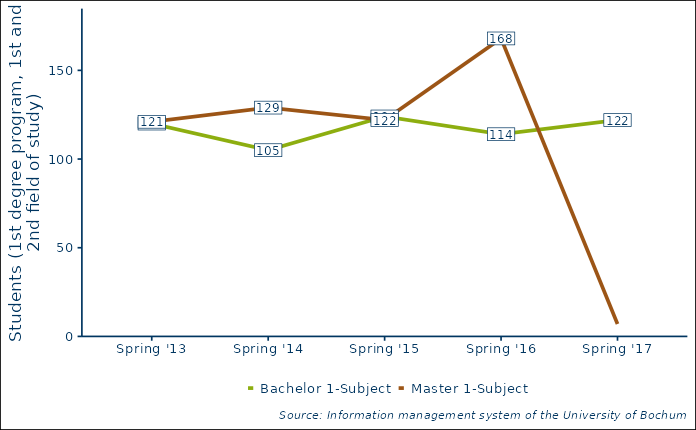 Students (1st degree program, 1st and
2nd field of study)
150
100
50
0
121
129
105
122
168
114
122
Spring '13
Spring '14
Spring '15
Spring '16
Spring '17
Bachelor 1-Subject
Master 1-Subject
Source: Information management system of the University of Bochum